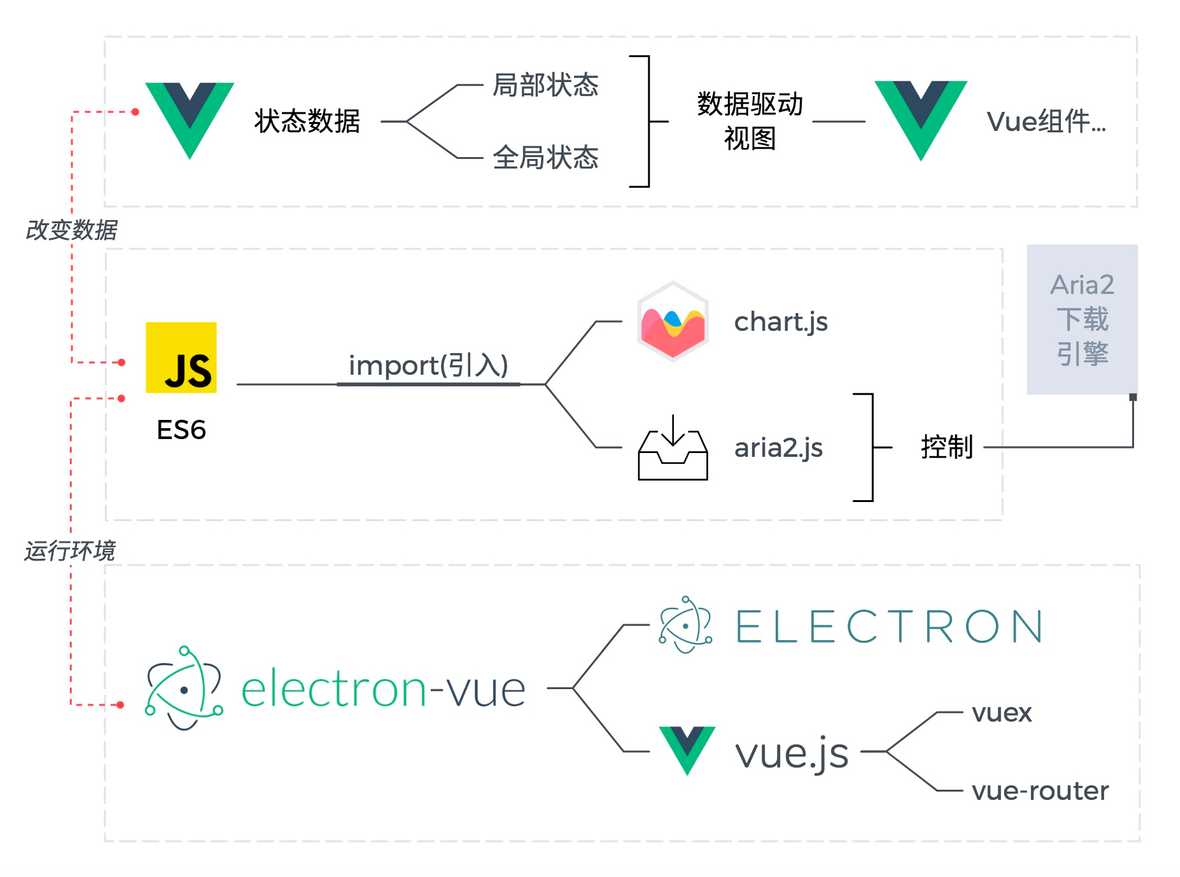 状态数据
局部状态
全局状态
数据驱动
视图
Vue组件...
改变数据
JS
ES6
import(引入)
chart.js
aria2.js
控制
Aria2
下载
引擎
运行环境
electron-vue
ELECTRON
vue.js
vuex
vue-router